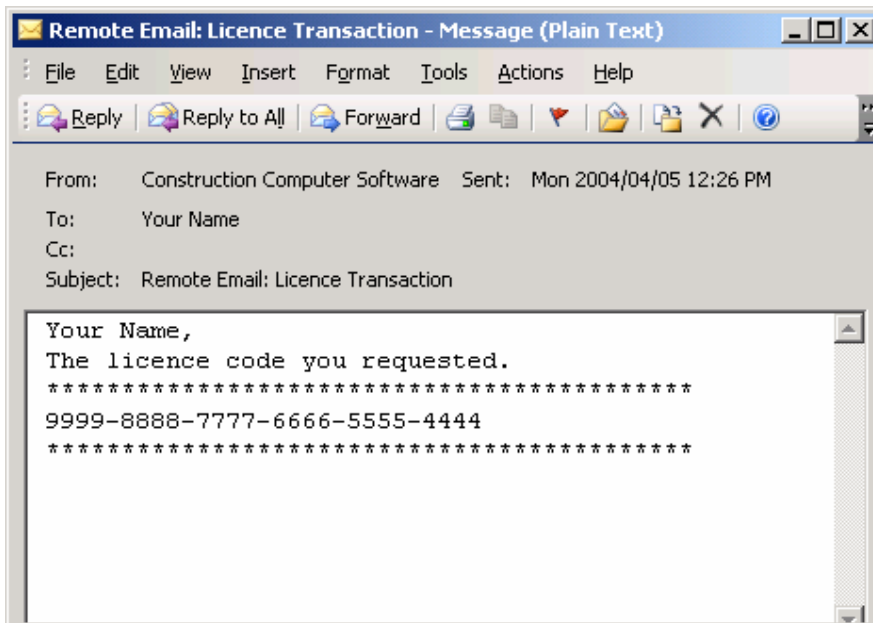 Remote Email: Licence Transaction - Message (Plain Text)
File Edit View Insert Format Tools Actions Help
Reply Reply to All Forward
From: Construction Computer Software Sent: Mon 2004/04/05 12:26 PM
To: Your Name
Cc:
Subject: Remote Email: Licence Transaction
Your Name,
The licence code you requested.
*******************************************
9999-8888-7777-6666-5555-4444
*******************************************